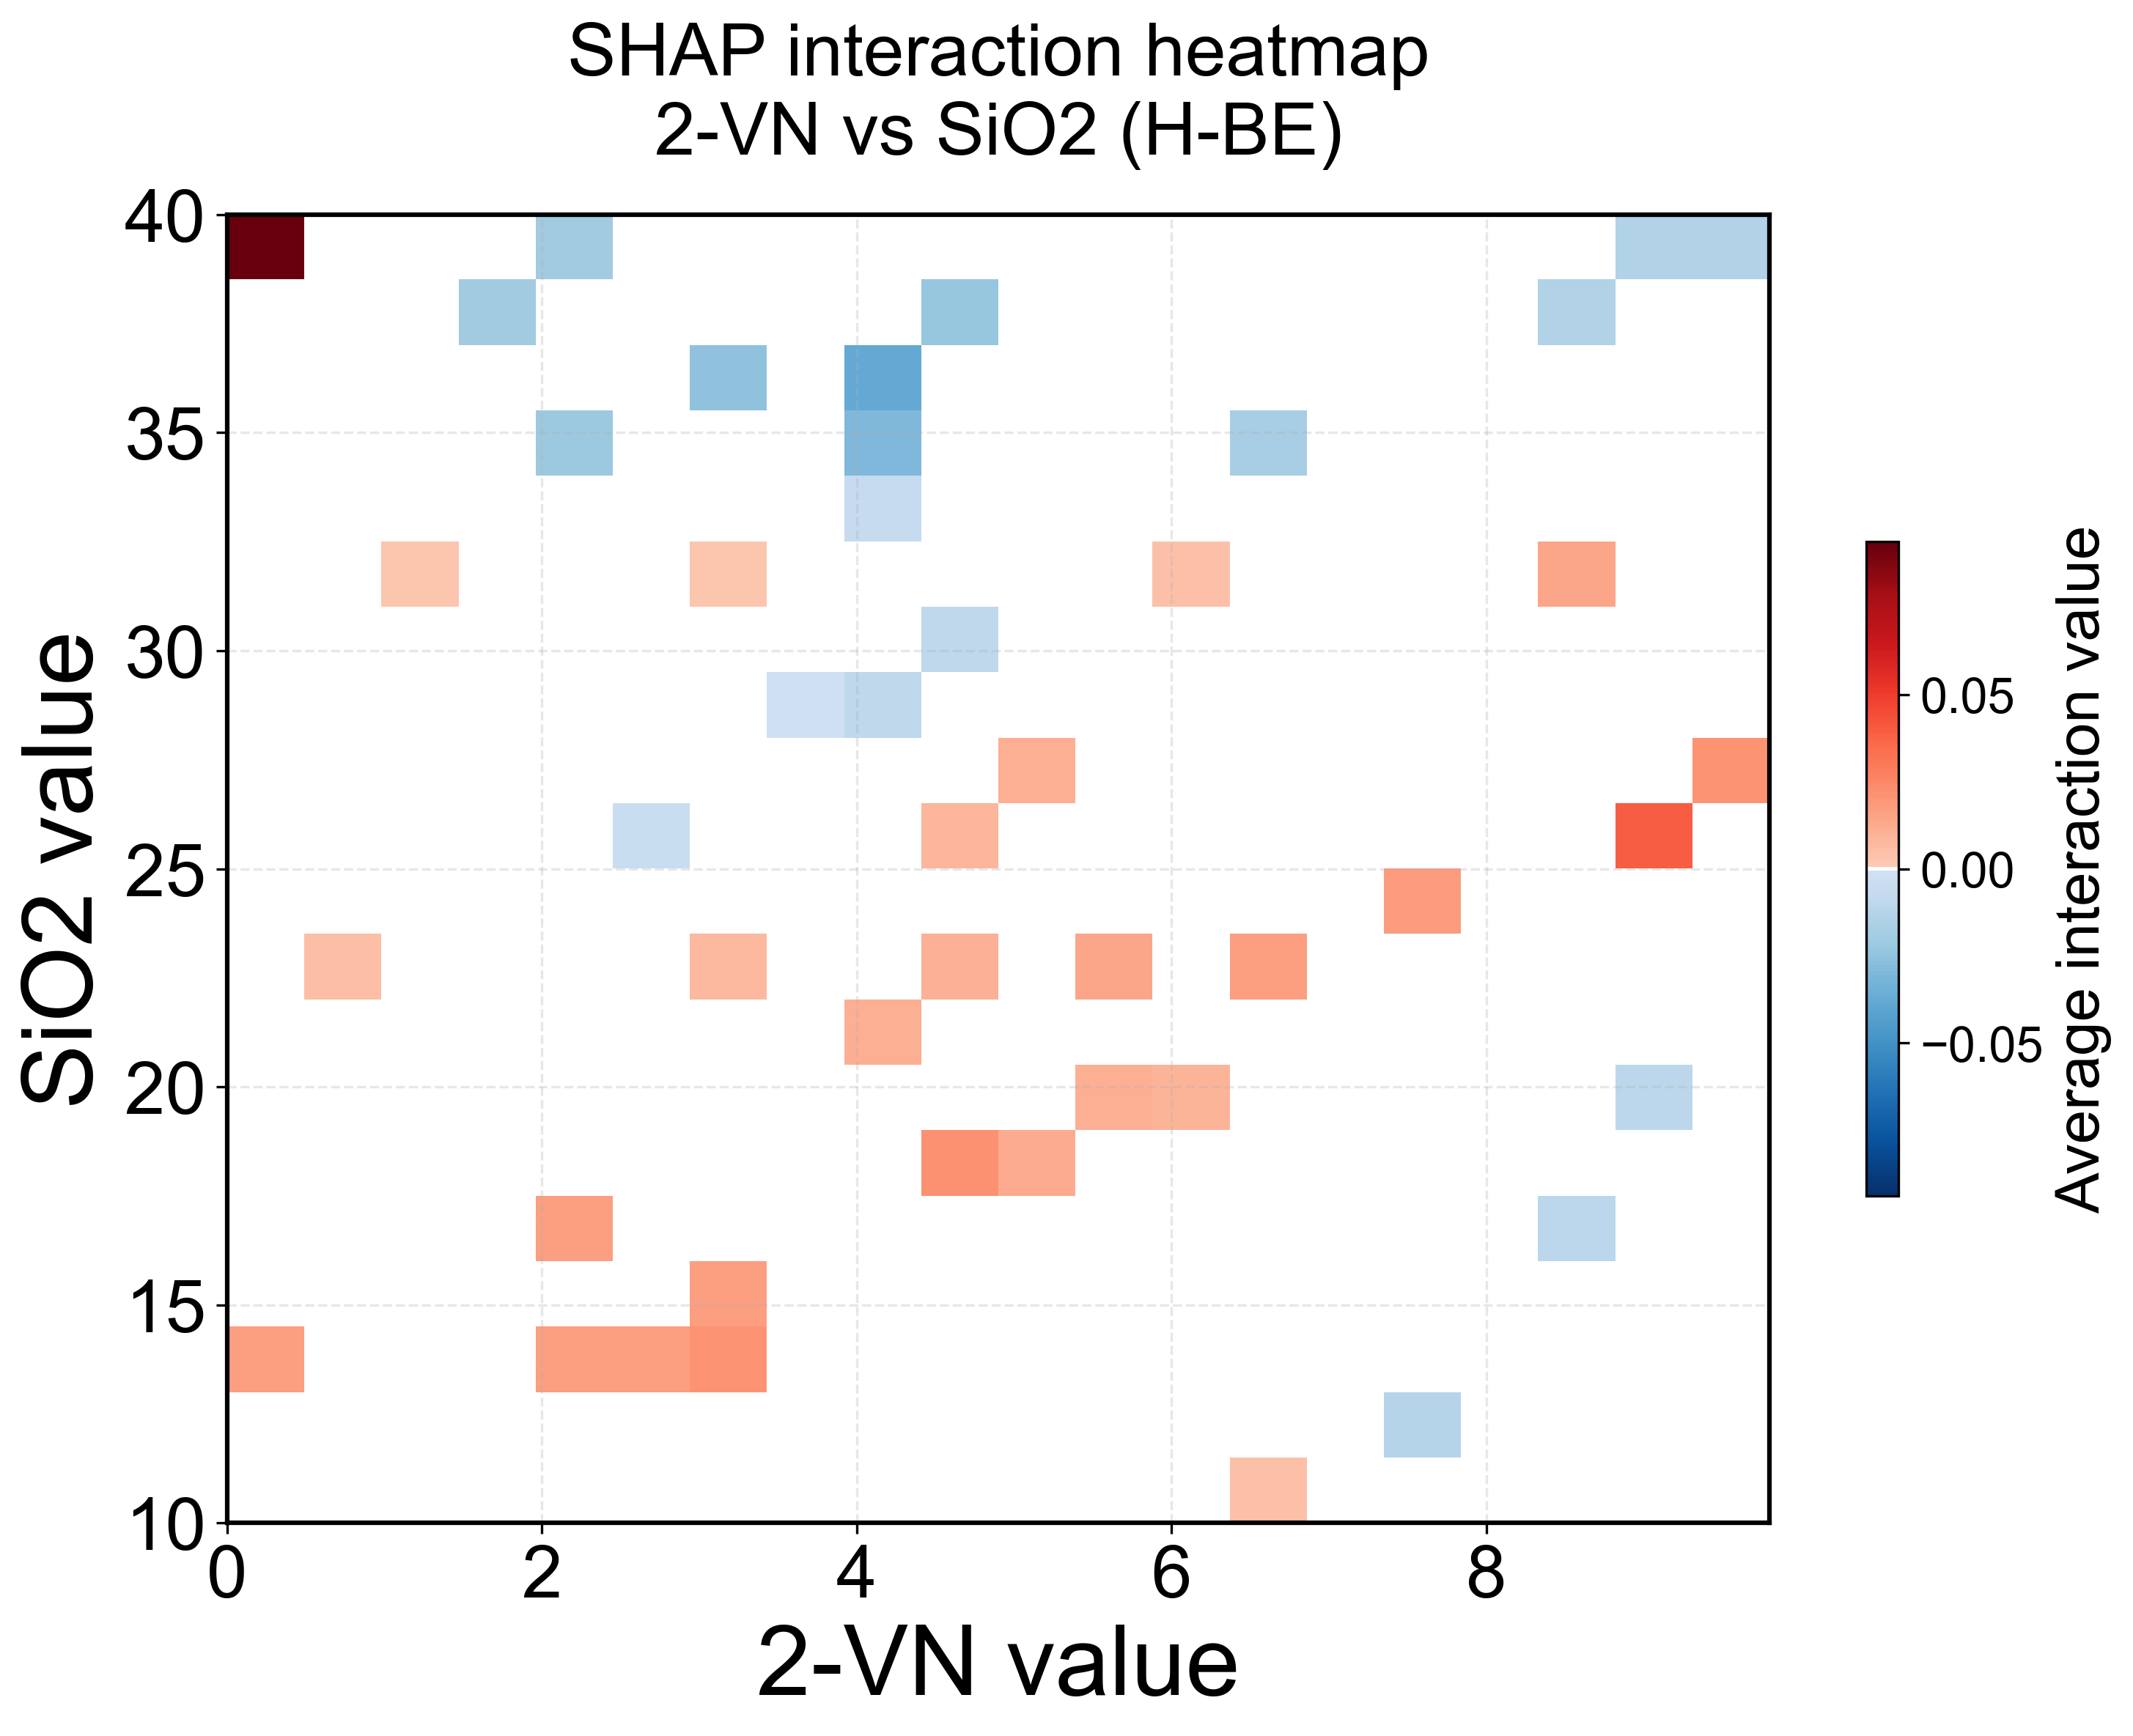 SHAP interaction heatmap
2-VN vs SiO2 (H-BE)
40
35
30
25
20
15
10
SiO2 value
0 2 4 6 8
2-VN value
0.05
0.00
−0.05
Average interaction value